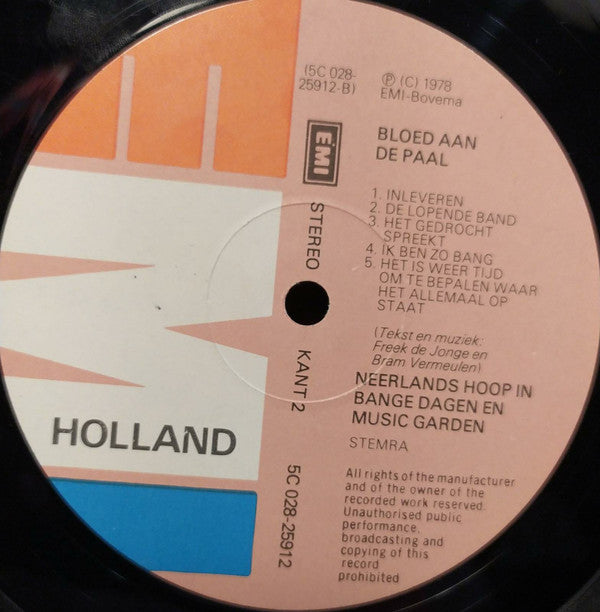 (5C 028-
25912-B)
Ⓟ (C) 1978
EMI-Bovema
EMI
BLOED AAN
DE PAAL
1. INLEVEREN
2. DE LOPENDE BAND
3. HET GEDROCHT
SPREEKT
4. IK BEN ZO BANG
5. HET IS WEER TIJD
OM TE BEPALEN WAAR
HET ALLEMAAL OP
STAAT
(Tekst en muziek:
Freek de Jonge en
Bram Vermeulen)
NEERLANDS HOOP IN
BANGE DAGEN EN
MUSIC GARDEN
STEMRA
All rights of the manufacturer
and of the owner of the
recorded work reserved.
Unauthorised public
performance,
broadcasting and
copying of this
record
prohibited
STEREO
KANT 2
5C 028-25912
HOLLAND